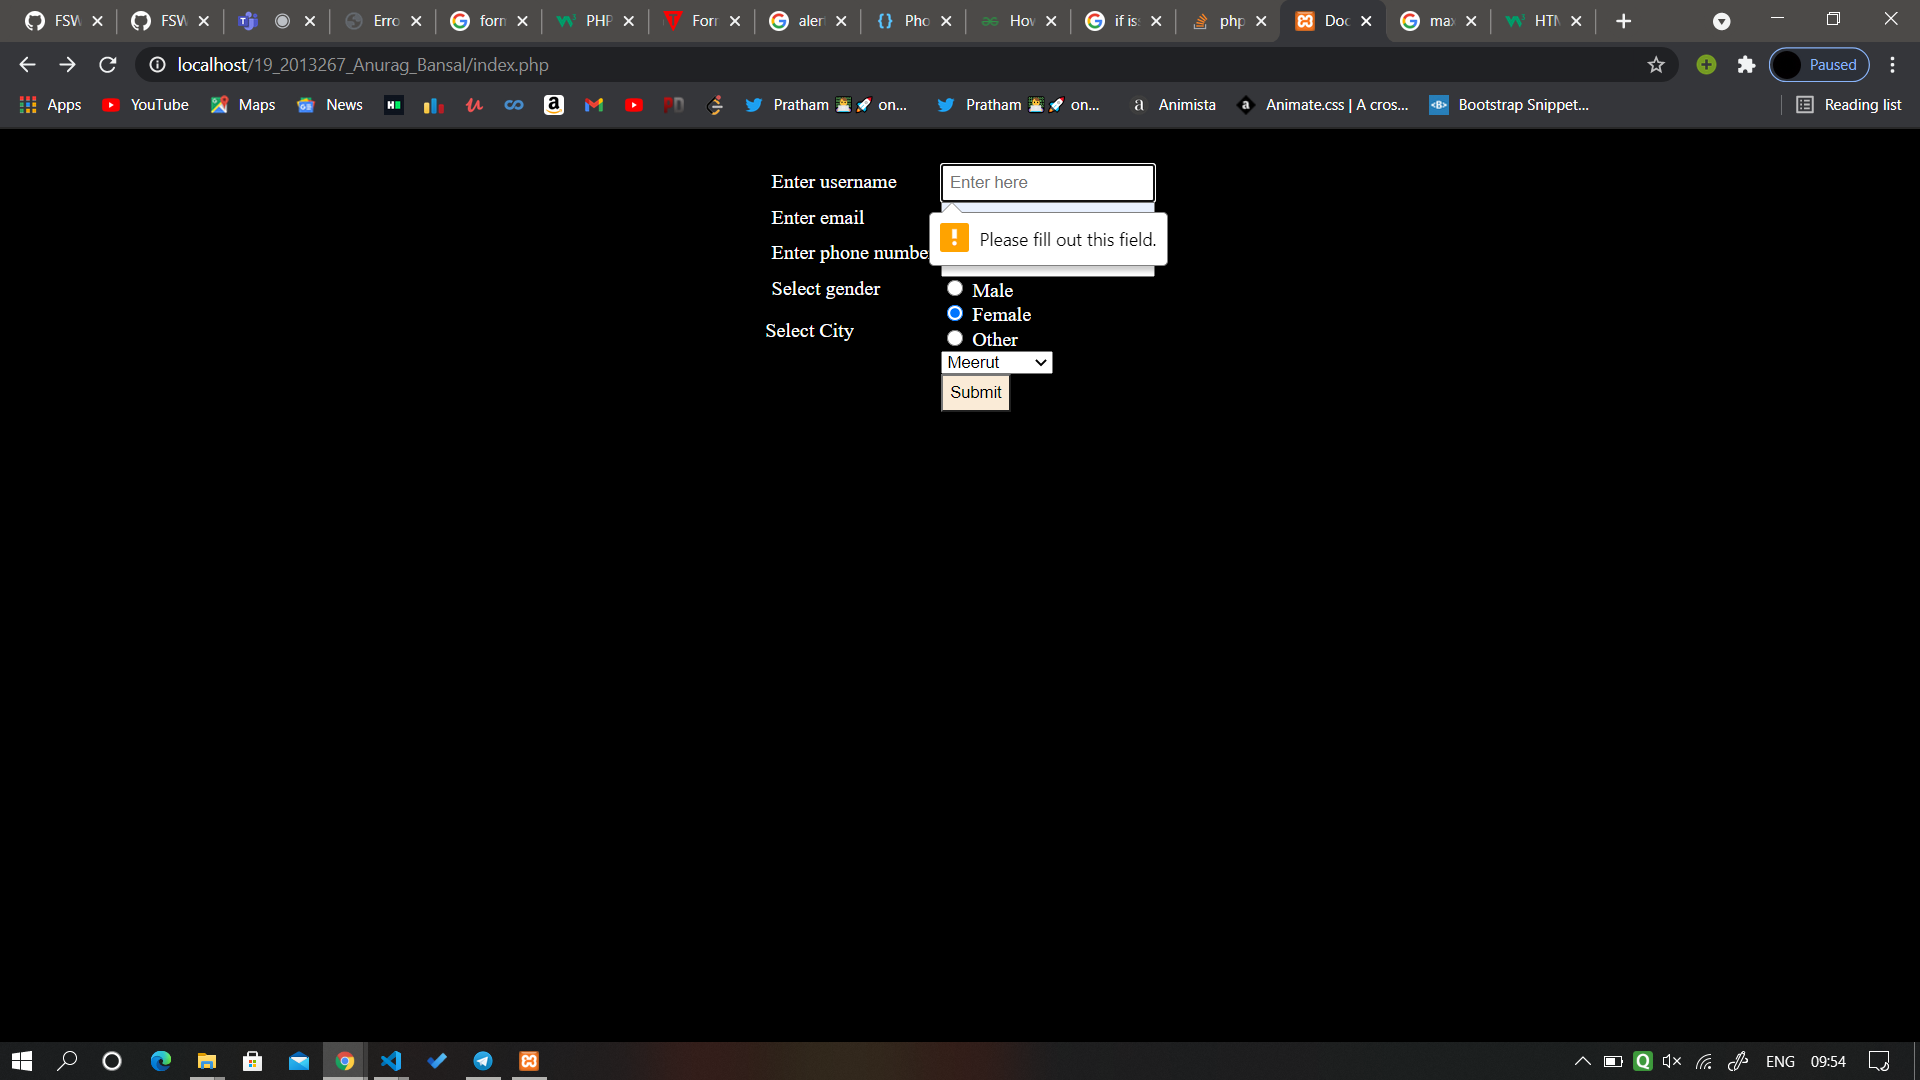 FSW FSW Erro form PHP Forr aler Pho Hov if is php Doc max HTM
localhost/19_2013267_Anurag_Bansal/index.php Paused
Apps YouTube Maps News Pratham 👨‍💻🚀 on... Pratham 👨‍💻🚀 on... Animista Animate.css | A cros... Bootstrap Snippet... Reading list
Enter username Enter here
Enter email
Please fill out this field.
Enter phone number
Select gender Male
Female
Select City
Other
Meerut
Submit
ENG 09:54